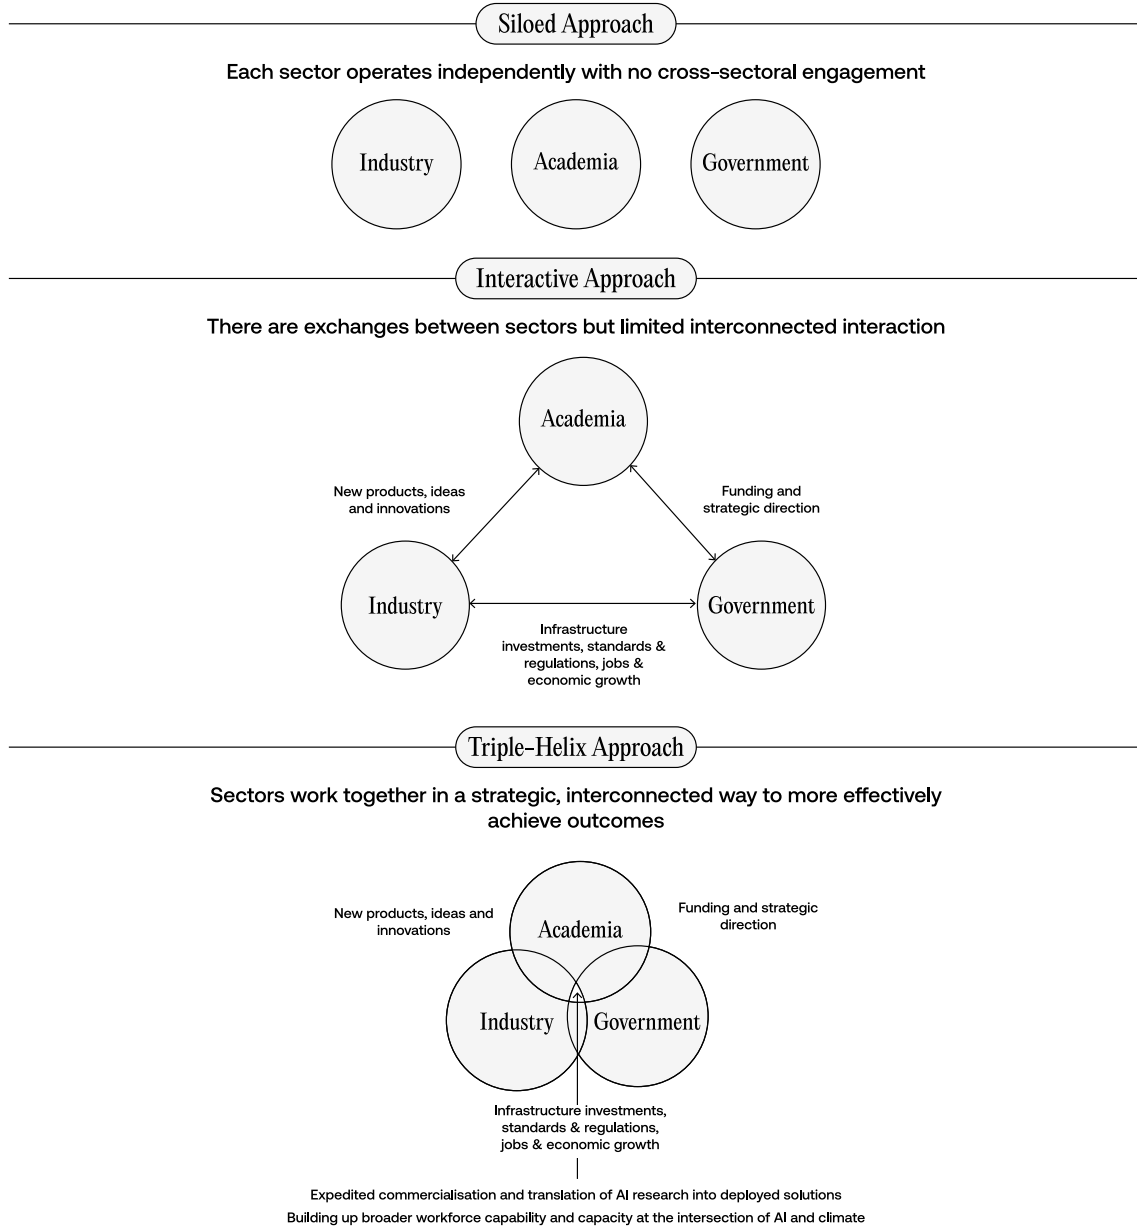 Siloed Approach
Each sector operates independently with no cross-sectoral engagement
Industry
Academia
Government
Interactive Approach
There are exchanges between sectors but limited interconnected interaction
Academia
New products, ideas
and innovations
Funding and
strategic direction
Industry
Government
Infrastructure
investments, standards &
regulations, jobs &
economic growth
Triple-Helix Approach
Sectors work together in a strategic, interconnected way to more effectively
achieve outcomes
New products, ideas and
innovations
Academia
Funding and strategic
direction
Industry
Government
Infrastructure investments,
standards & regulations,
jobs & economic growth
Expedited commercialisation and translation of AI research into deployed solutions
Building up broader workforce capability and capacity at the intersection of AI and climate